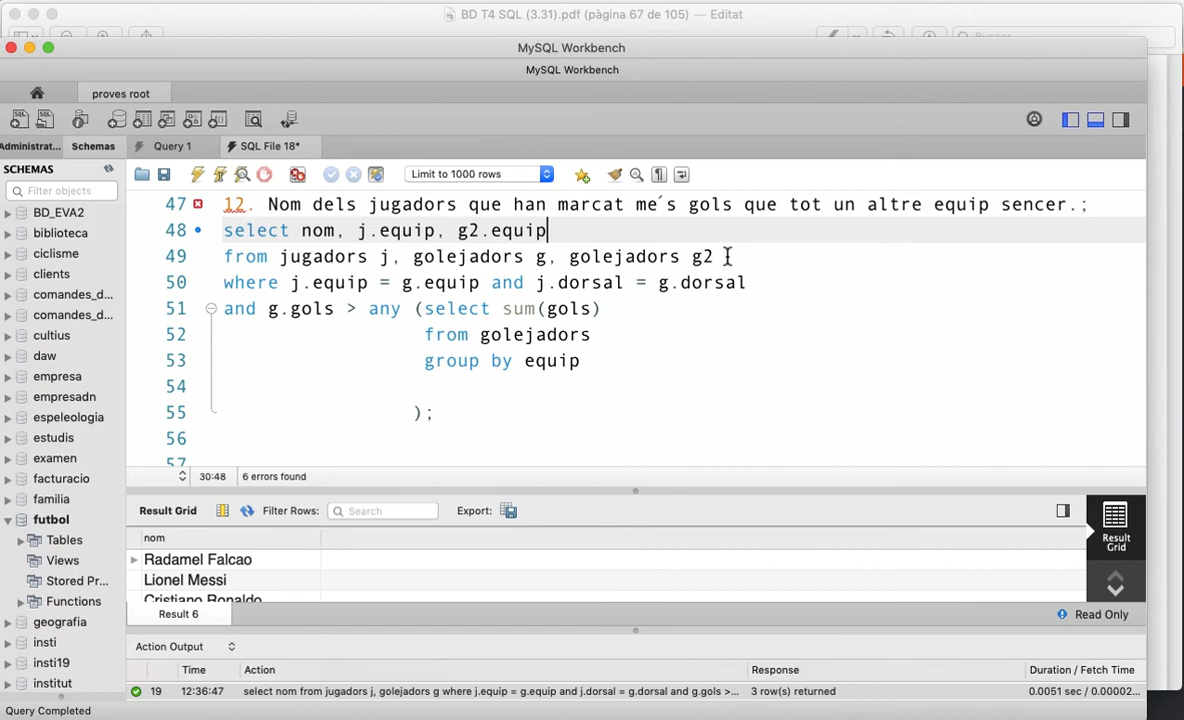 BD T4 SQL (3.31).pdf (pàgina 67 de 105) — Editat
MySQL Workbench
MySQL Workbench
proves root
Administrat... Schemas Query 1 SQL File 18*
SCHEMAS
Filter objects
BD_EVA2
biblioteca
ciclisme
clients
comandes_d...
comandes_d...
cultius
daw
empresa
empresadn
espeleologia
estudis
examen
facturacio
familia
futbol
Tables
Views
Stored Pr...
Functions
geografia
insti
insti19
institut
Limit to 1000 rows
47 12. Nom dels jugadors que han marcat me´s gols que tot un altre equip sencer.;
48 select nom, j.equip, g2.equip
49 from jugadors j, golejadors g, golejadors g2
50 where j.equip = g.equip and j.dorsal = g.dorsal
51 and g.gols > any (select sum(gols)
52 from golejadors
53 group by equip
54
55 );
56
57
30:48 6 errors found
Result Grid Filter Rows: Search Export:
nom
Radamel Falcao
Lionel Messi
Cristiano Ronaldo
Result Grid
Result 6 Read Only
Action Output
Time Action Response Duration / Fetch Time
19 12:36:47 select nom from jugadors j, golejadors g where j.equip = g.equip and j.dorsal = g.dorsal and g.gols >... 3 row(s) returned 0.0051 sec / 0.00002...
Query Completed